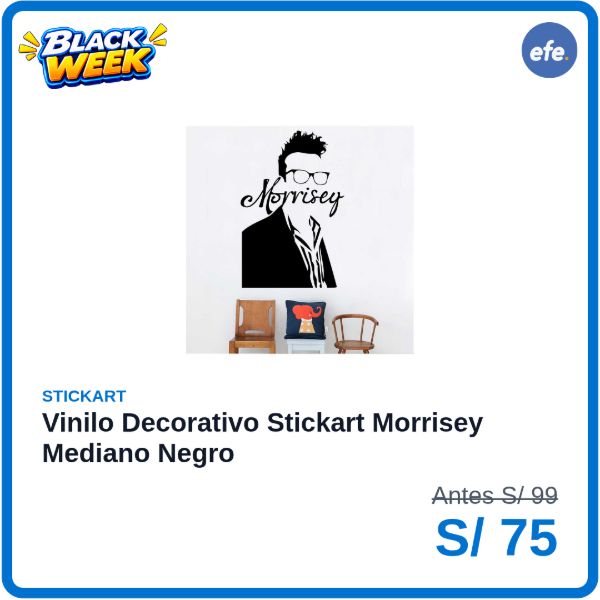 BLACK
WEEK
efe.
Morrisey
STICKART
Vinilo Decorativo Stickart Morrisey
Mediano Negro
Antes S/ 99
S/ 75